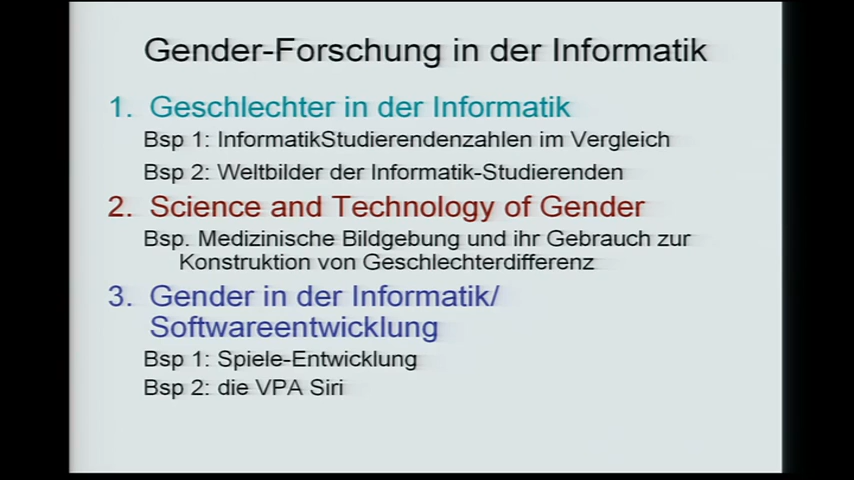 Gender-Forschung in der Informatik
1. Geschlechter in der Informatik
Bsp 1: InformatikStudierendenzahlen im Vergleich
Bsp 2: Weltbilder der Informatik-Studierenden
2. Science and Technology of Gender
Bsp. Medizinische Bildgebung und ihr Gebrauch zur
Konstruktion von Geschlechterdifferenz
3. Gender in der Informatik/
Softwareentwicklung
Bsp 1: Spiele-Entwicklung
Bsp 2: die VPA Siri